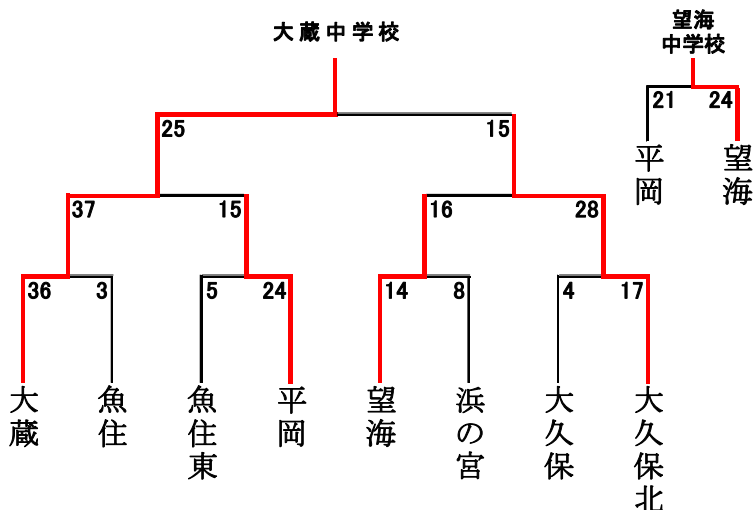 大蔵中学校
望海
中学校
21 24
平岡
望海
25 15
37 15 16 28
36 3 5 24 14 8 4 17
大蔵
魚住
魚住東
平岡
望海
浜の宮
大久保
大久保北